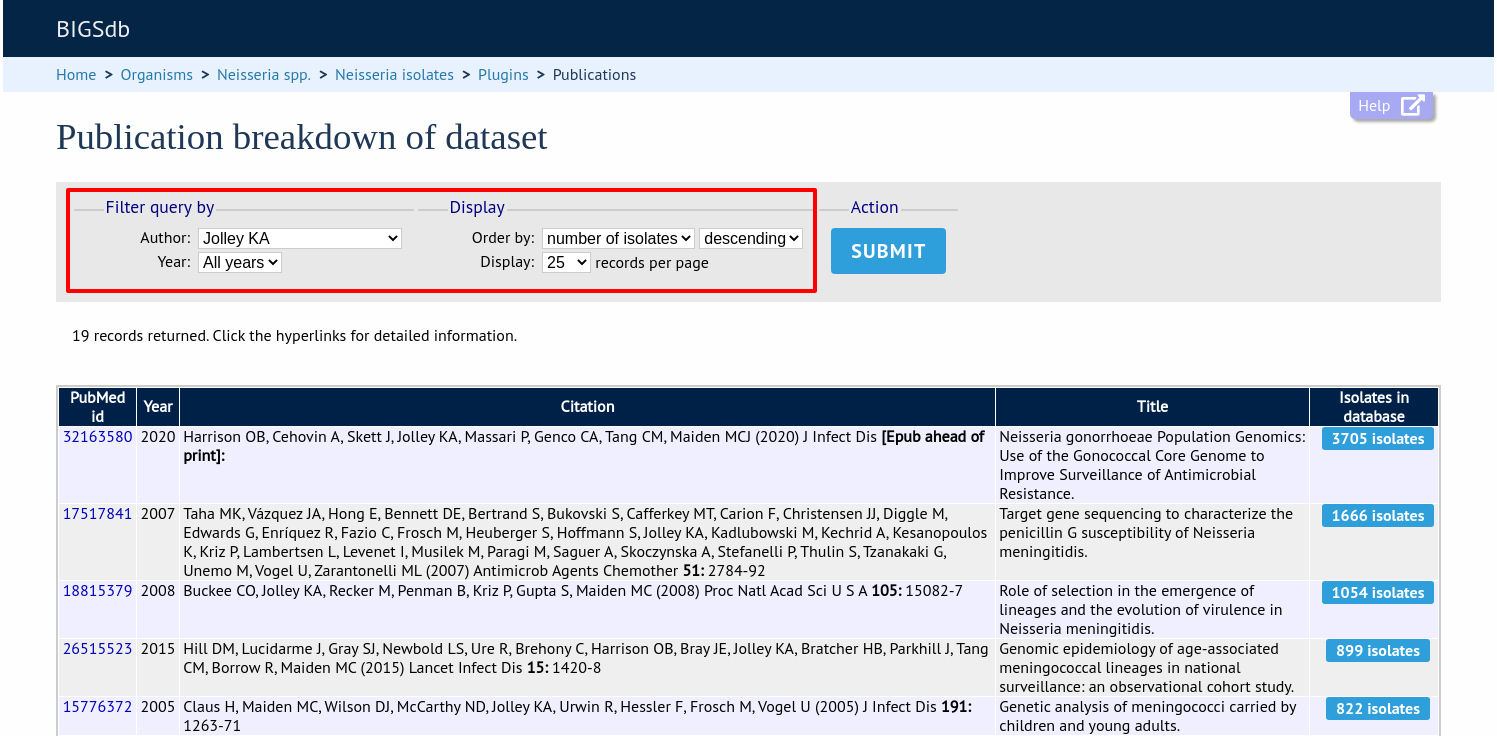 BIGSdb
Home > Organisms > Neisseria spp. > Neisseria isolates > Plugins > Publications
Help
Publication breakdown of dataset
Filter query by Display Action
Author: Jolley KA Order by: number of isolates descending SUBMIT
Year: All years Display: 25 records per page
19 records returned. Click the hyperlinks for detailed information.
PubMed id Year Citation Title Isolates in database
32163580 2020 Harrison OB, Cehovin A, Skett J, Jolley KA, Massari P, Genco CA, Tang CM, Maiden MCJ (2020) J Infect Dis [Epub ahead of
print]:
Neisseria gonorrhoeae Population Genomics:
Use of the Gonococcal Core Genome to
Improve Surveillance of Antimicrobial
Resistance.
3705 isolates
17517841 2007 Taha MK, Vázquez JA, Hong E, Bennett DE, Bertrand S, Bukovski S, Cafferkey MT, Carion F, Christensen JJ, Diggle M,
Edwards G, Enríquez R, Fazio C, Frosch M, Heuberger S, Hoffmann S, Jolley KA, Kadlubowski M, Kechrid A, Kesanopoulos
K, Kriz P, Lambertsen L, Levenet I, Musilek M, Paragi M, Saguer A, Skoczynska A, Stefanelli P, Thulin S, Tzanakaki G,
Unemo M, Vogel U, Zarantonelli ML (2007) Antimicrob Agents Chemother 51: 2784-92
Target gene sequencing to characterize the
penicillin G susceptibility of Neisseria
meningitidis.
1666 isolates
18815379 2008 Buckee CO, Jolley KA, Recker M, Penman B, Kriz P, Gupta S, Maiden MC (2008) Proc Natl Acad Sci U S A 105: 15082-7
Role of selection in the emergence of
lineages and the evolution of virulence in
Neisseria meningitidis.
1054 isolates
26515523 2015 Hill DM, Lucidarme J, Gray SJ, Newbold LS, Ure R, Brehony C, Harrison OB, Bray JE, Jolley KA, Bratcher HB, Parkhill J, Tang
CM, Borrow R, Maiden MC (2015) Lancet Infect Dis 15: 1420-8
Genomic epidemiology of age-associated
meningococcal lineages in national
surveillance: an observational cohort study.
899 isolates
15776372 2005 Claus H, Maiden MC, Wilson DJ, McCarthy ND, Jolley KA, Urwin R, Hessler F, Frosch M, Vogel U (2005) J Infect Dis 191:
1263-71
Genetic analysis of meningococci carried by
children and young adults.
822 isolates